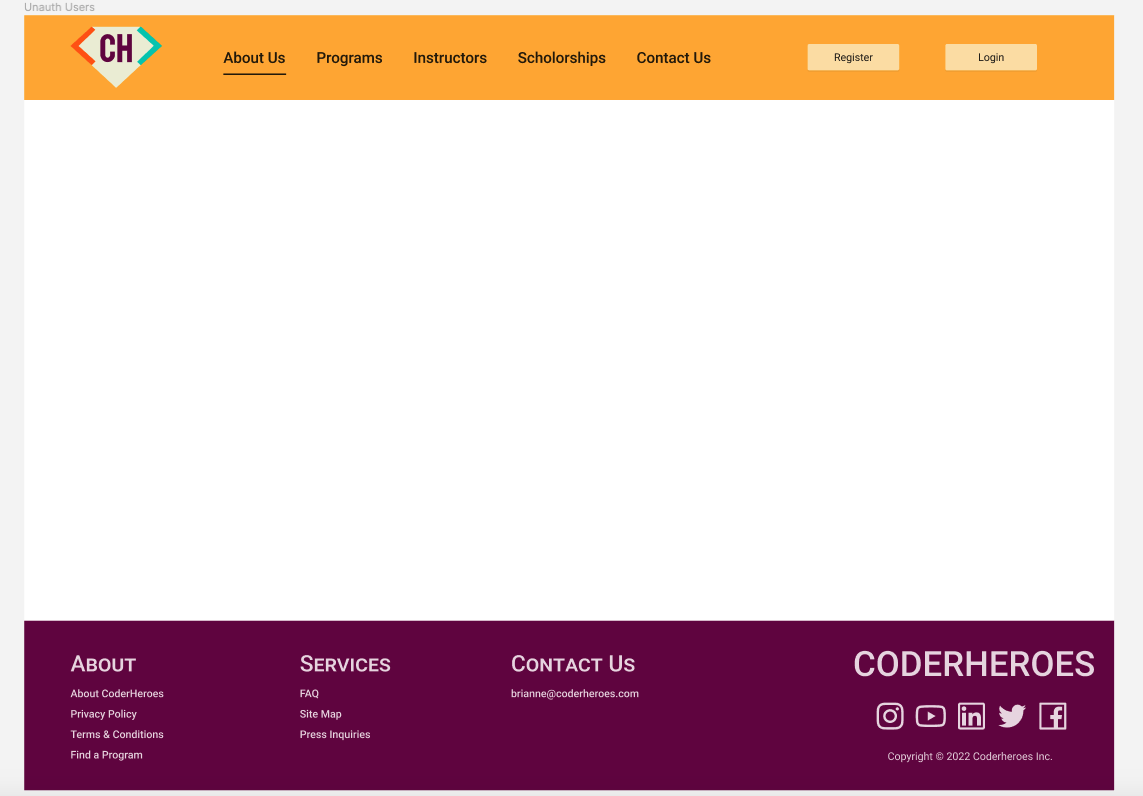 Unauth Users
CH
About Us Programs Instructors Scholorships Contact Us Register Login
ABOUT
About CoderHeroes
Privacy Policy
Terms & Conditions
Find a Program
SERVICES
FAQ
Site Map
Press Inquiries
CONTACT US
brianne@coderheroes.com
CODERHEROES
in
Copyright © 2022 Coderheroes Inc.